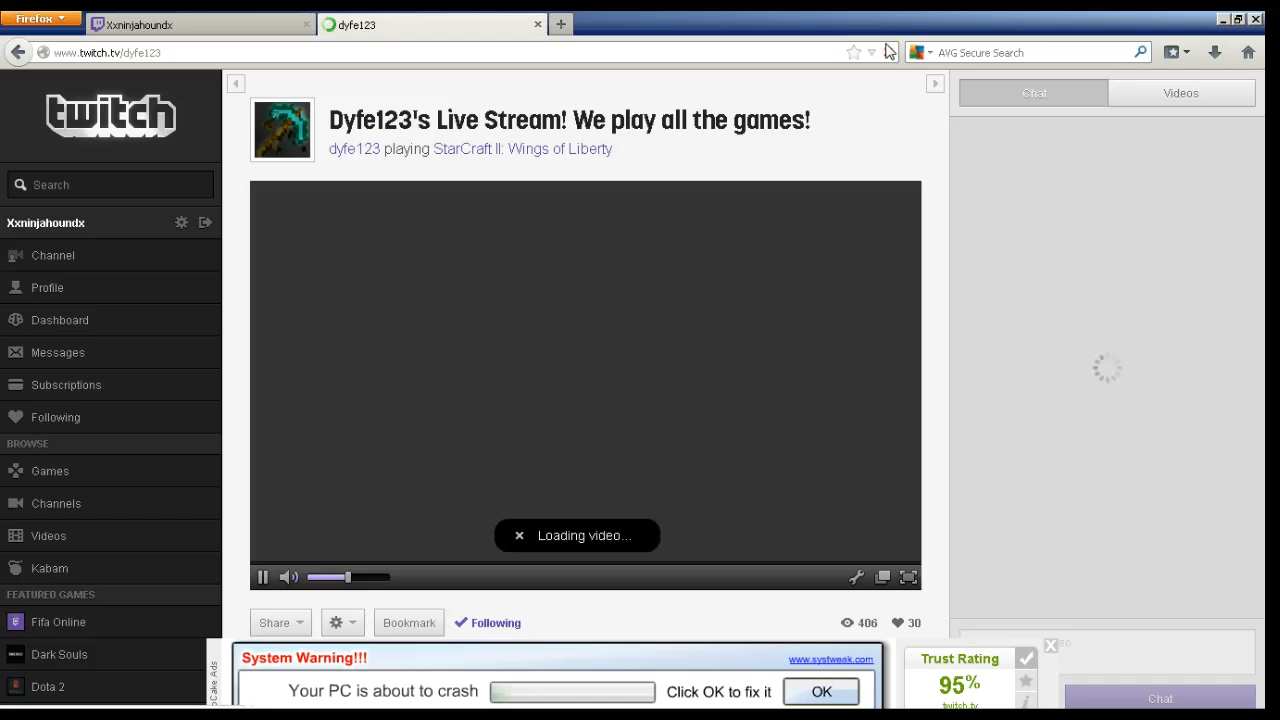 Firefox
Xxninjahoundx
dyfe123
www.twitch.tv/dyfe123
AVG Secure Search
twitch
Search
Xxninjahoundx
Channel
Profile
Dashboard
Messages
Subscriptions
Following
BROWSE
Games
Channels
Videos
Kabam
FEATURED GAMES
Fifa Online
Dark Souls
Dota 2
Dyfe123's Live Stream! We play all the games!
dyfe123 playing StarCraft II: Wings of Liberty
Loading video...
Share
Bookmark
Following
406
30
Chat
Videos
System Warning!!!
www.systweak.com
Your PC is about to crash
Click OK to fix it
OK
Trust Rating
95%
twitch.tv
Chat